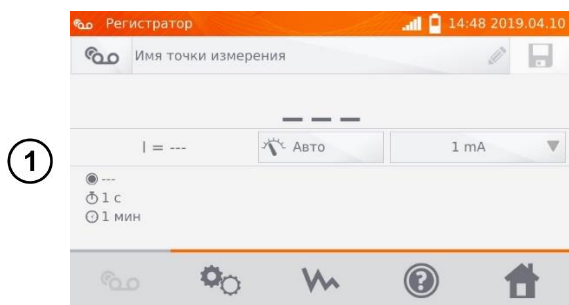 Регистратор
14:48 2019.04.10
Имя точки измерения
---
I = ---
Авто
1 mA
1
---
1 с
1 мин
?